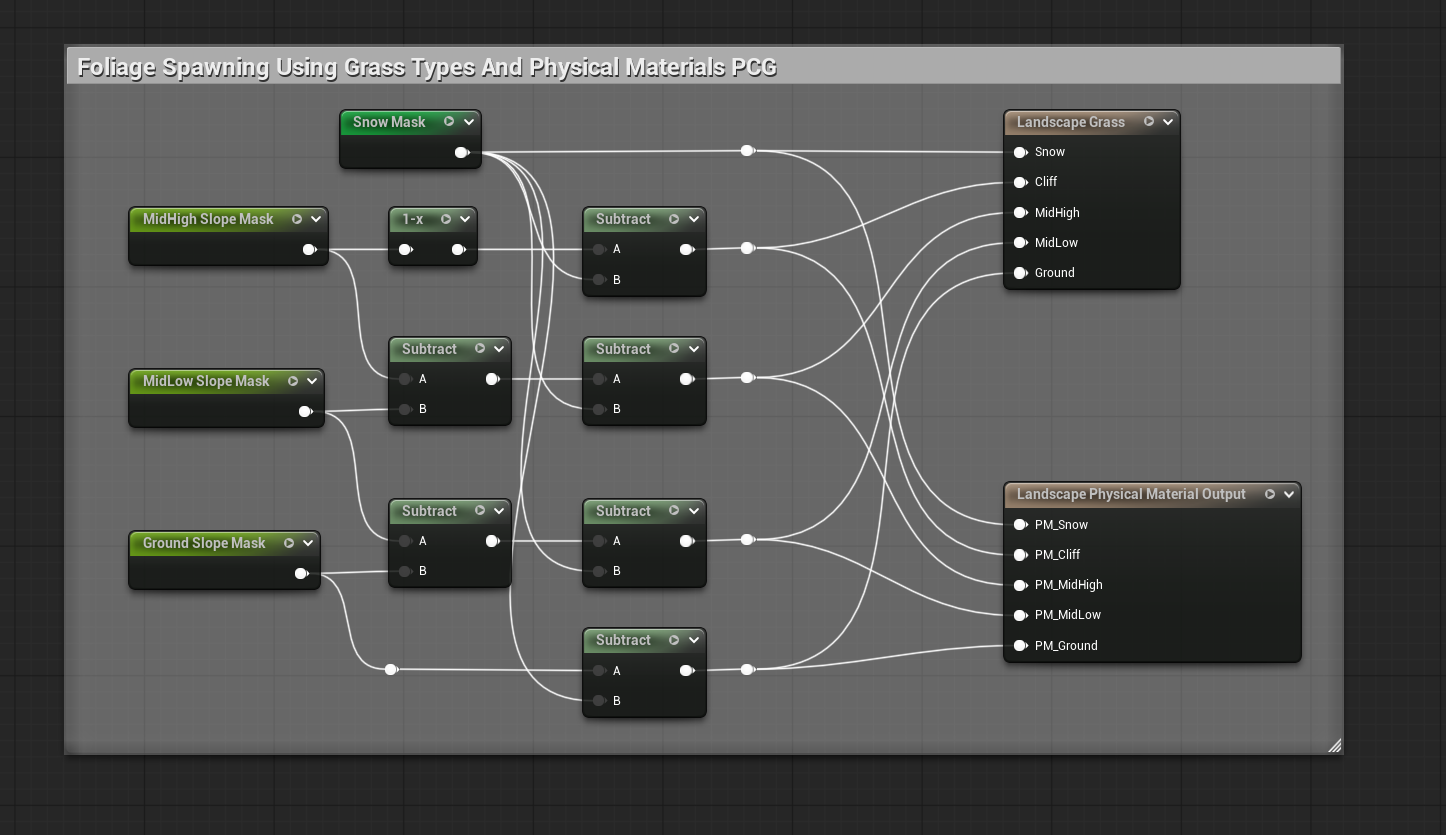 Foliage Spawning Using Grass Types And Physical Materials PCG
Snow Mask
Landscape Grass
Snow
Cliff
MidHigh
MidLow
Ground
MidHigh Slope Mask
1-x
Subtract
A
B
Subtract
A
B
Subtract
A
B
MidLow Slope Mask
Subtract
A
B
Subtract
A
B
Ground Slope Mask
Subtract
A
B
Landscape Physical Material Output
PM_Snow
PM_Cliff
PM_MidHigh
PM_MidLow
PM_Ground